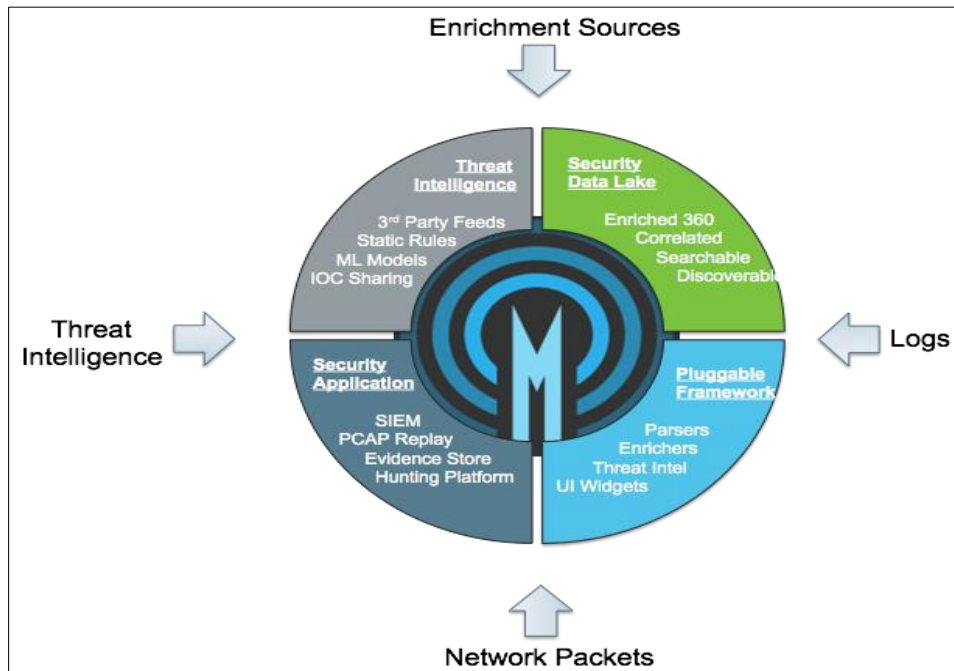 Enrichment Sources
Threat
Intelligence
3rd Party Feeds
Static Rules
ML Models
IOC Sharing
Security
Data Lake
Enriched 360
Correlated
Searchable
Discoverable
Threat
Intelligence
Logs
M
Security
Application
SIEM
PCAP Replay
Evidence Store
Hunting Platform
Pluggable
Framework
Parsers
Enrichers
Threat Intel
UI Widgets
Network Packets